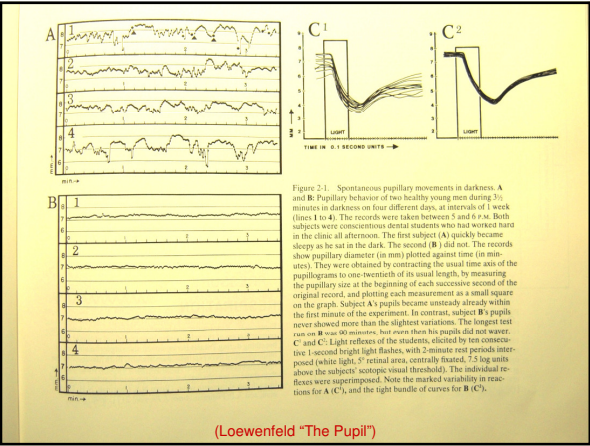 A
1
2
3
4
min.→
B
1
2
3
4
min.→
C1
LIGHT
MM
TIME IN 0.1 SECOND UNITS
C2
LIGHT
Figure 2-1. Spontaneous pupillary movements in darkness. A
and B: Pupillary behavior of two healthy young men during 3½
minutes in darkness on four different days, at intervals of 1 week
(lines 1 to 4). The records were taken between 5 and 6 P.M. Both
subjects were conscientious dental students who had worked hard
in the clinic all afternoon. The first subject (A) quickly became
sleepy as he sat in the dark. The second (B ) did not. The records
show pupillary diameter (in mm) plotted against time (in min-
utes). They were obtained by contracting the usual time axis of the
pupillograms to one-twentieth of its usual length, by measuring
the pupillary size at the beginning of each successive second of the
original record, and plotting each measurement as a small square
on the graph. Subject A's pupils became unsteady already within
the first minute of the experiment. In contrast, subject B's pupils
never showed more than the slightest variations. The longest test
run on B was 90 minutes, but even then his pupils did not waver.
C1 and C2: Light reflexes of the students, elicited by ten consecu-
tive 1-second bright light flashes, with 2-minute rest periods inter-
posed (white light, 5° retinal area, centrally fixated, 7.5 log units
above the subjects' scotopic visual threshold). The individual re-
flexes were superimposed. Note the marked variability in reac-
tions for A (C1), and the tight bundle of curves for B (C2).
(Loewenfeld "The Pupil")